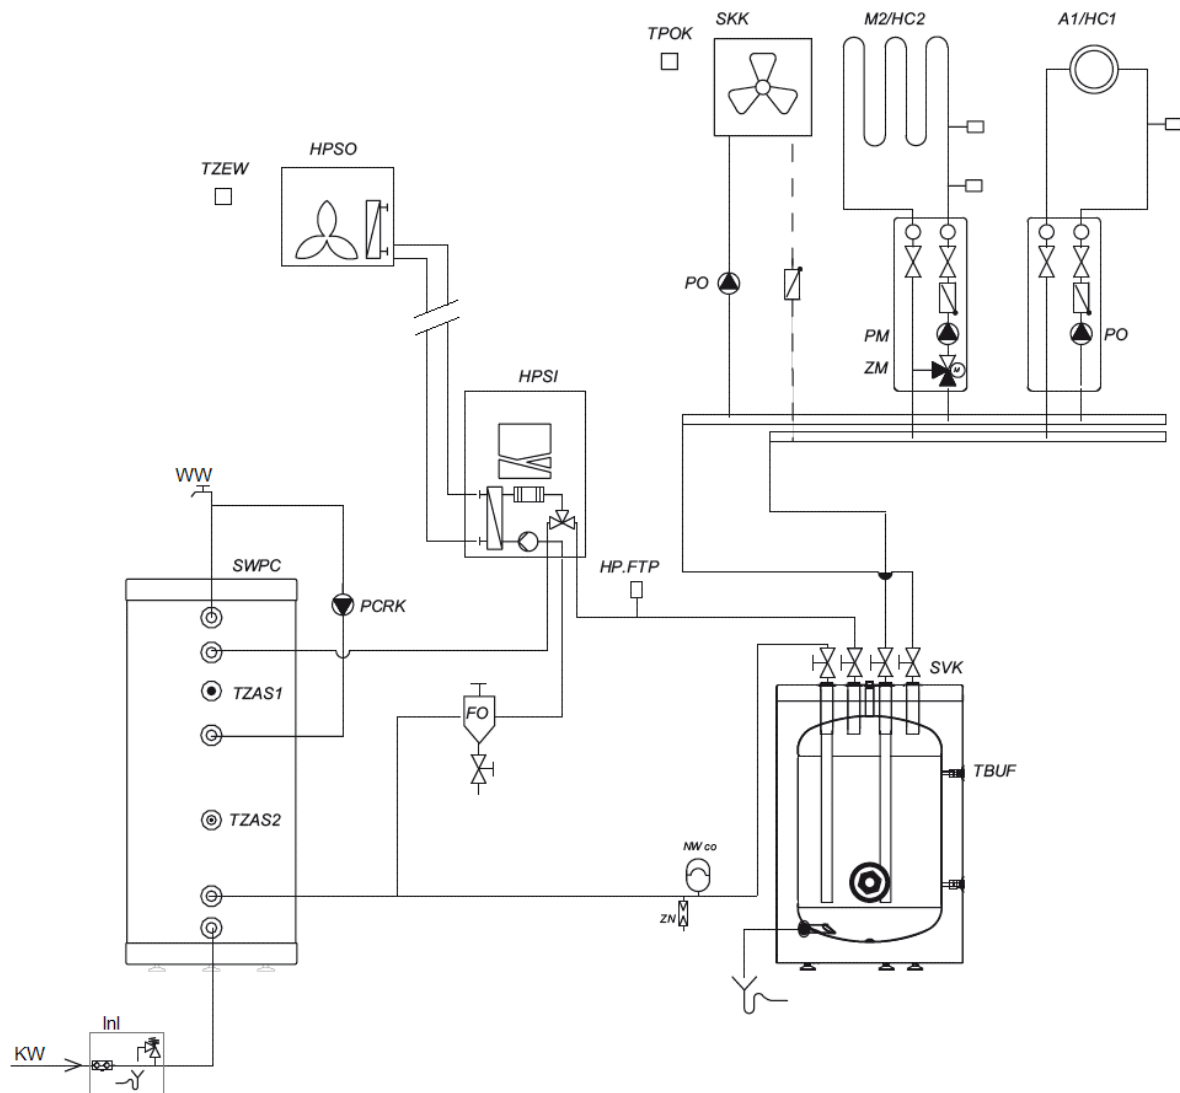 SKK
M2/HC2
A1/HC1
TPOK
HPSO
TZEW
PO
PM
PO
ZM
M
HPSI
WW
SWPC
HP.FTP
PCRK
SVK
TZAS1
FO
TBUF
TZAS2
NW co
ZN
InI
KW